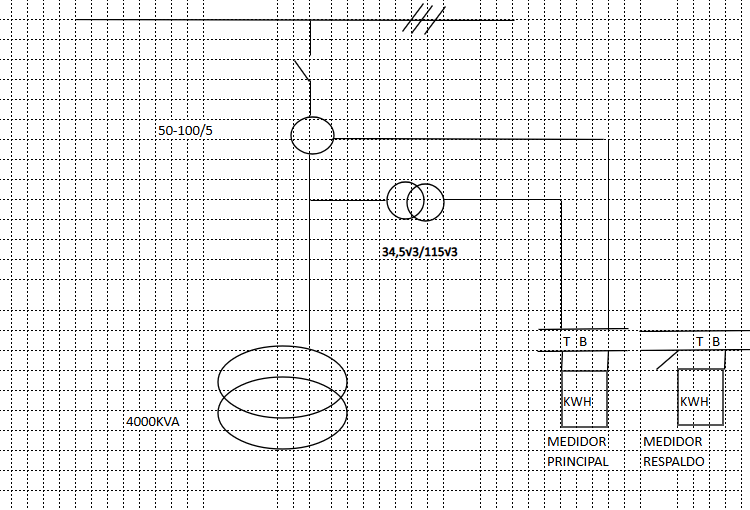 50-100/5
34,5√3/115√3
T B
T B
KWH
KWH
4000KVA
MEDIDOR
PRINCIPAL
MEDIDOR
RESPALDO